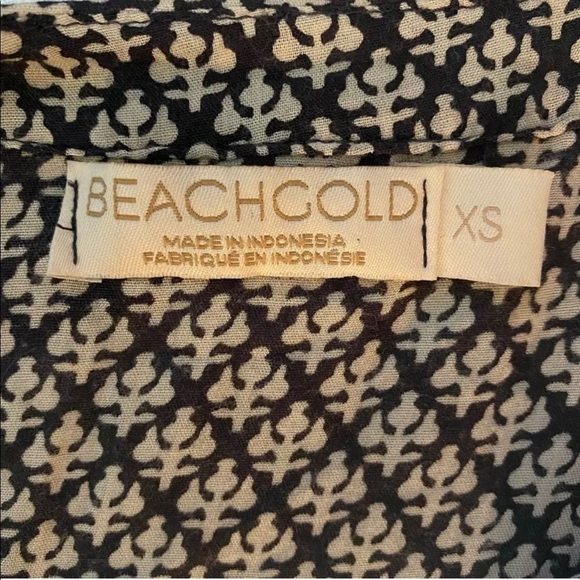 BEACHGOLD
MADE IN INDONESIA
FABRIQUÉ EN INDONÉSIE
XS